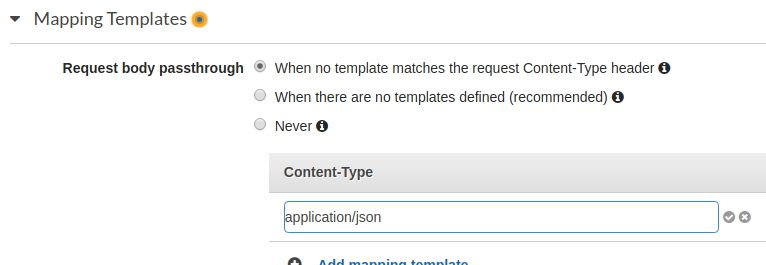 Mapping Templates
Request body passthrough
When no template matches the request Content-Type header
When there are no templates defined (recommended)
Never
Content-Type
application/json
Add mapping template